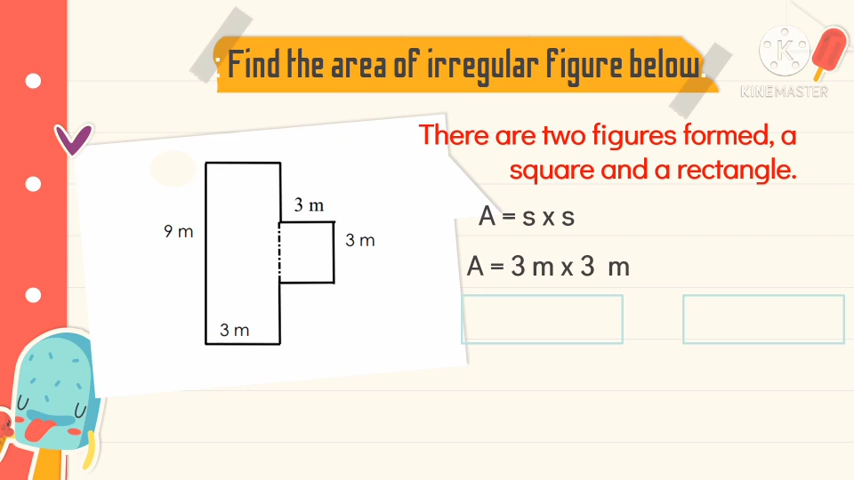 : Find the area of irregular figure below.
K
KINEMASTER
There are two figures formed, a
square and a rectangle.
A = s x s
A = 3 m x 3 m
9 m
3 m
3 m
3 m